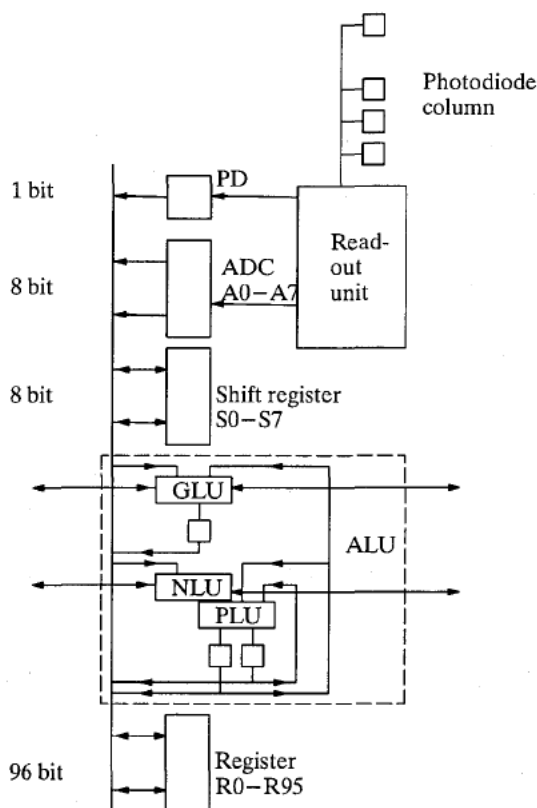 Photodiode
column
1 bit
PD
Read-
out
unit
8 bit
ADC
A0–A7
8 bit
Shift register
S0–S7
GLU
ALU
NLU
PLU
96 bit
Register
R0–R95